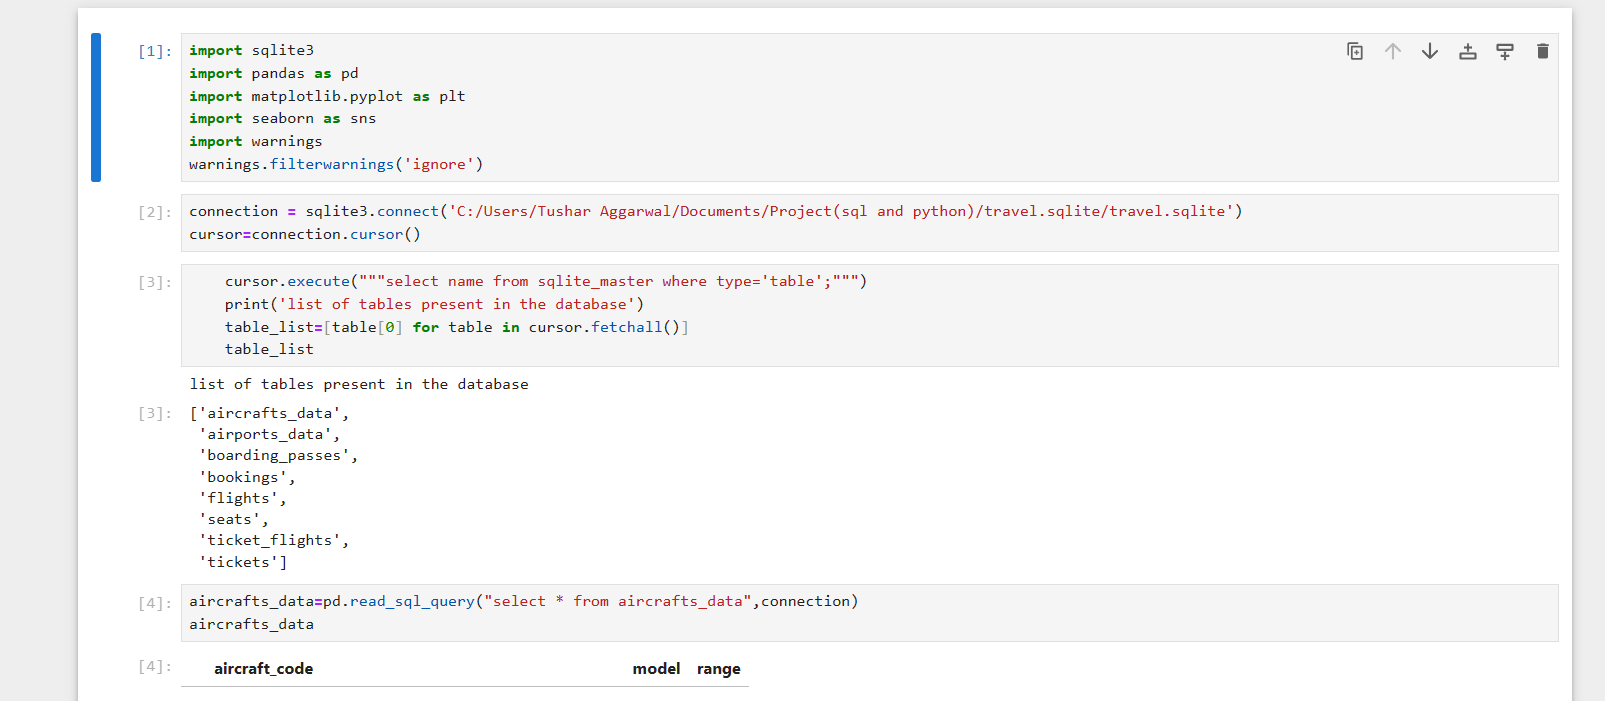 [1]: import sqlite3
import pandas as pd
import matplotlib.pyplot as plt
import seaborn as sns
import warnings
warnings.filterwarnings('ignore')
[2]: connection = sqlite3.connect('C:/Users/Tushar Aggarwal/Documents/Project(sql and python)/travel.sqlite/travel.sqlite')
cursor=connection.cursor()
[3]: cursor.execute("""select name from sqlite_master where type='table';""")
print('list of tables present in the database')
table_list=[table[0] for table in cursor.fetchall()]
table_list
list of tables present in the database
[3]: ['aircrafts_data',
'airports_data',
'boarding_passes',
'bookings',
'flights',
'seats',
'ticket_flights',
'tickets']
[4]: aircrafts_data=pd.read_sql_query("select * from aircrafts_data",connection)
aircrafts_data
[4]: aircraft_code model range